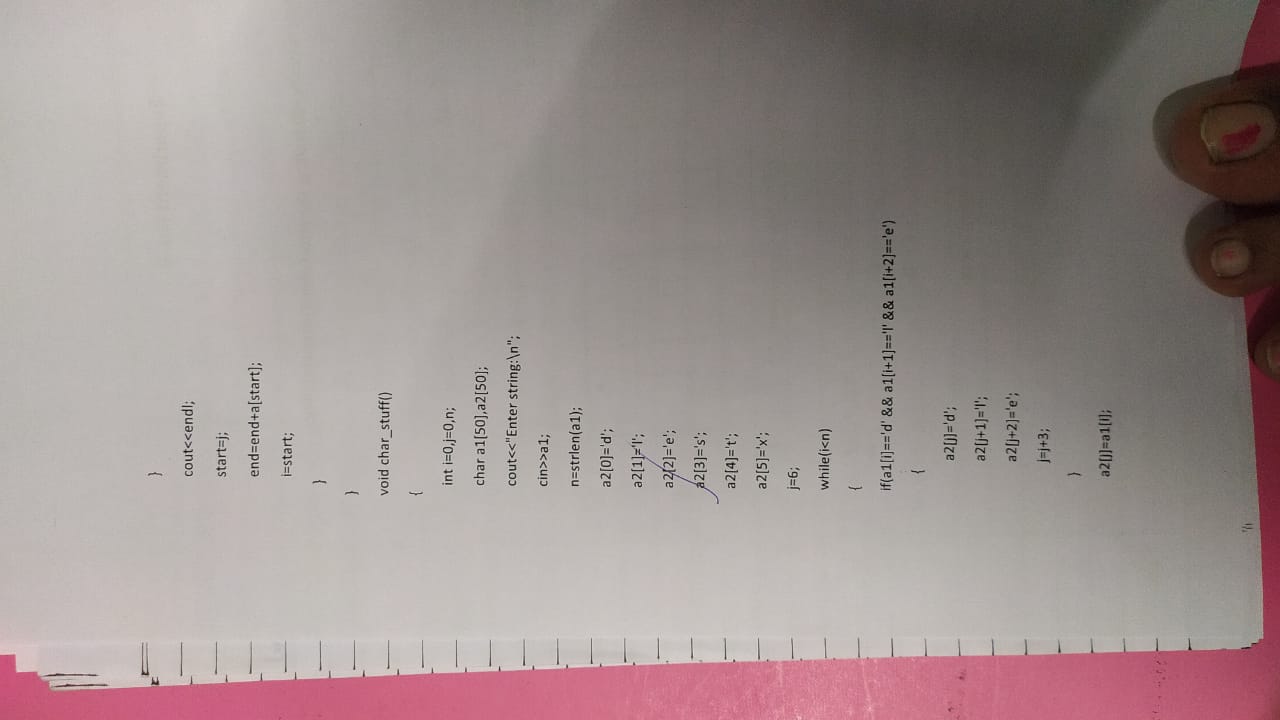 }
cout<<endl;
start=j;
end=end+a[start];
i=start;
}
}
void char_stuff()
{
int i=0,j=0,n;
char a1[50],a2[50];
cout<<"Enter string:\n";
cin>>a1;
n=strlen(a1);
a2[0]='d';
a2[1]='l';
a2[2]='e';
a2[3]='s';
a2[4]='t';
a2[5]='x';
j=6;
while(i<n)
{
if(a1[i]=='d' && a1[i+1]=='l' && a1[i+2]=='e')
{
a2[j]='d';
a2[j+1]='l';
a2[j+2]='e';
j=j+3;
}
a2[j]=a1[i];